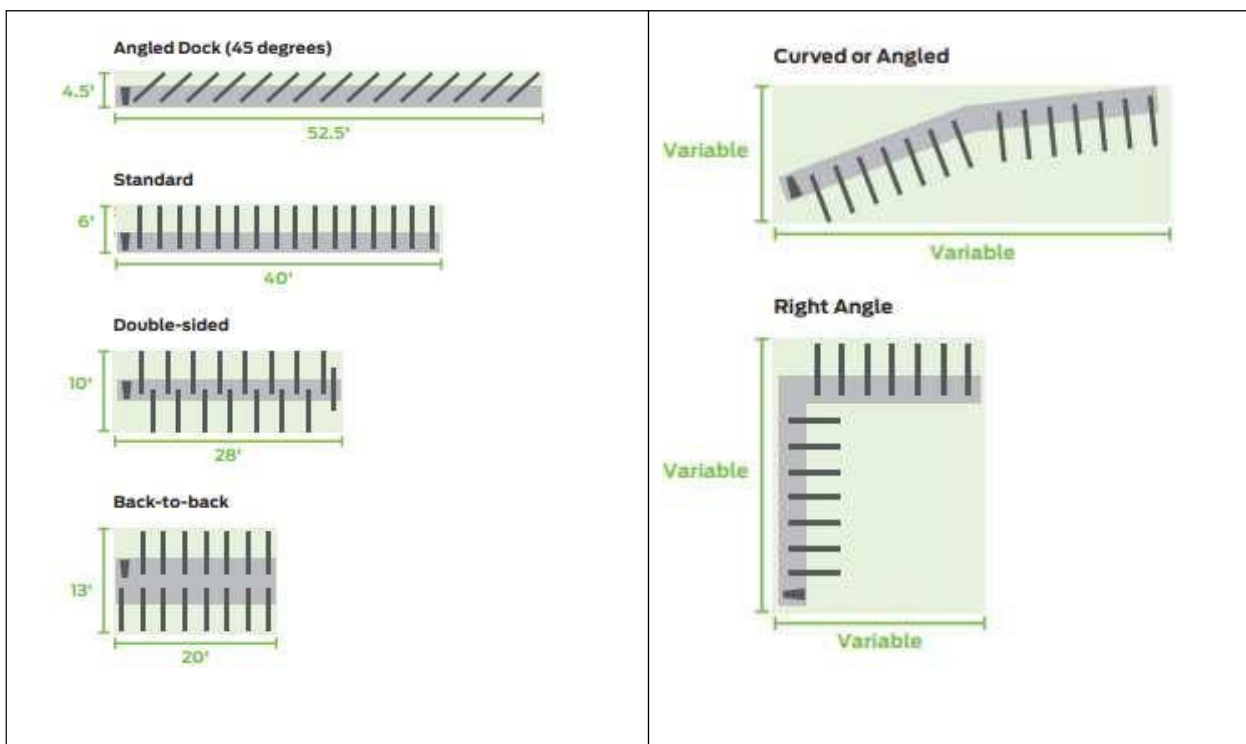 Angled Dock (45 degrees)
4.5'
52.5'
Standard
6'
40'
Double-sided
10'
28'
Back-to-back
13'
20'
Curved or Angled
Variable
Variable
Right Angle
Variable
Variable